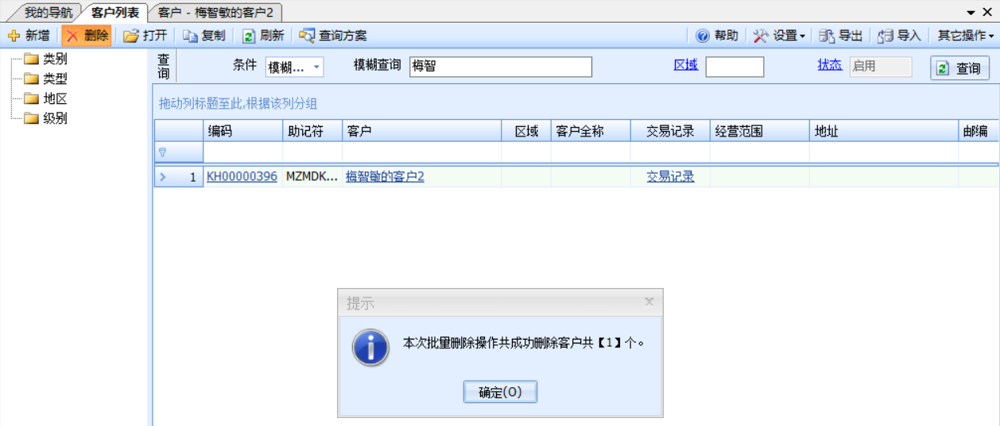 我的导航 客户列表 客户 - 梅智敏的客户2
新增 删除 打开 复制 刷新 查询方案 帮助 设置 导出 导入 其它操作
类别
类型
地区
级别
查询 条件 模糊... 模糊查询 梅智 区域 状态 启用 查询
拖动列标题至此,根据该列分组
编码 助记符 客户 区域 客户全称 交易记录 经营范围 地址 邮编
1 KH00000396 MZMDK... 梅智敏的客户2 交易记录
提示
本次批量删除操作共成功删除客户共【1】个。
确定(O)